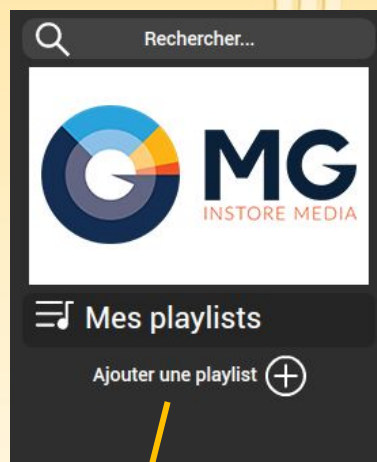 Rechercher...
MG
INSTORE MEDIA
Mes playlists
Ajouter une playlist